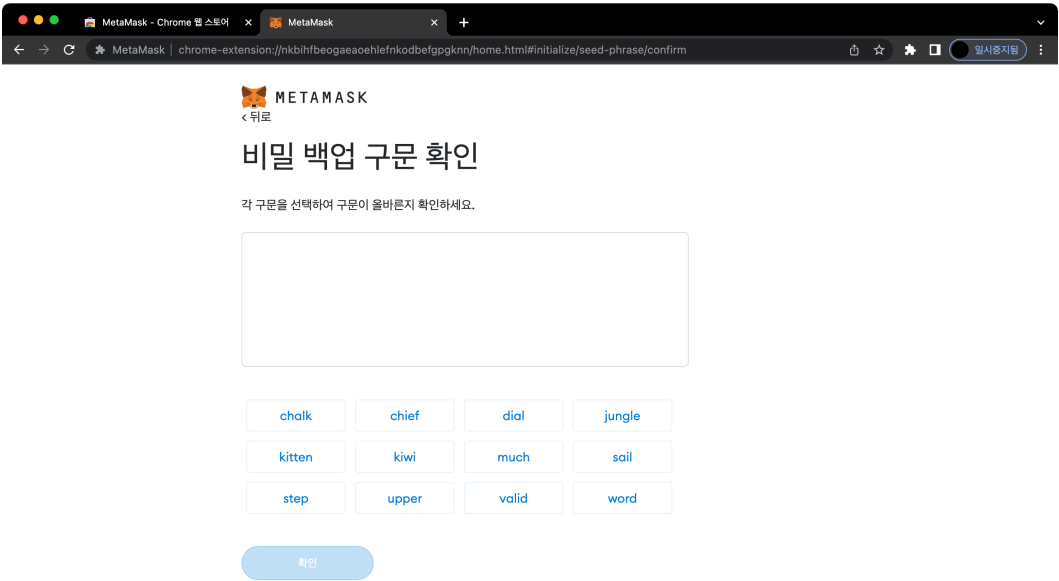 MetaMask - Chrome 웹 스토어
MetaMask
MetaMask | chrome-extension://nkbihfbeogaeaoehlefnkodbefgpgknn/home.html#initialize/seed-phrase/confirm
일시중지됨
METAMASK
< 뒤로
비밀 백업 구문 확인
각 구문을 선택하여 구문이 올바른지 확인하세요.
chalk chief dial jungle
kitten kiwi much sail
step upper valid word
확인